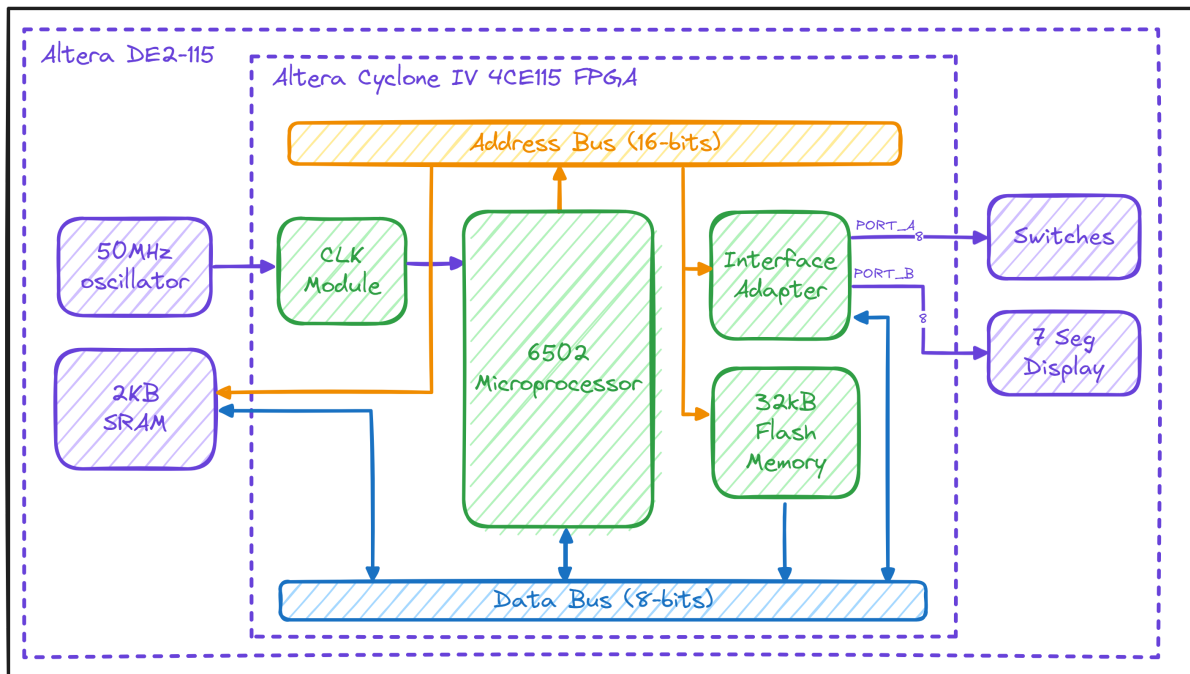 Altera DE2-115
Altera Cyclone IV 4CE115 FPGA
Address Bus (16-bits)
50MHz
oscillator
CLK
Module
6502
Microprocessor
Interface
Adapter
PORT_A
8
PORT_B
8
Switches
7 Seg
Display
2KB
SRAM
32kB
Flash
Memory
Data Bus (8-bits)